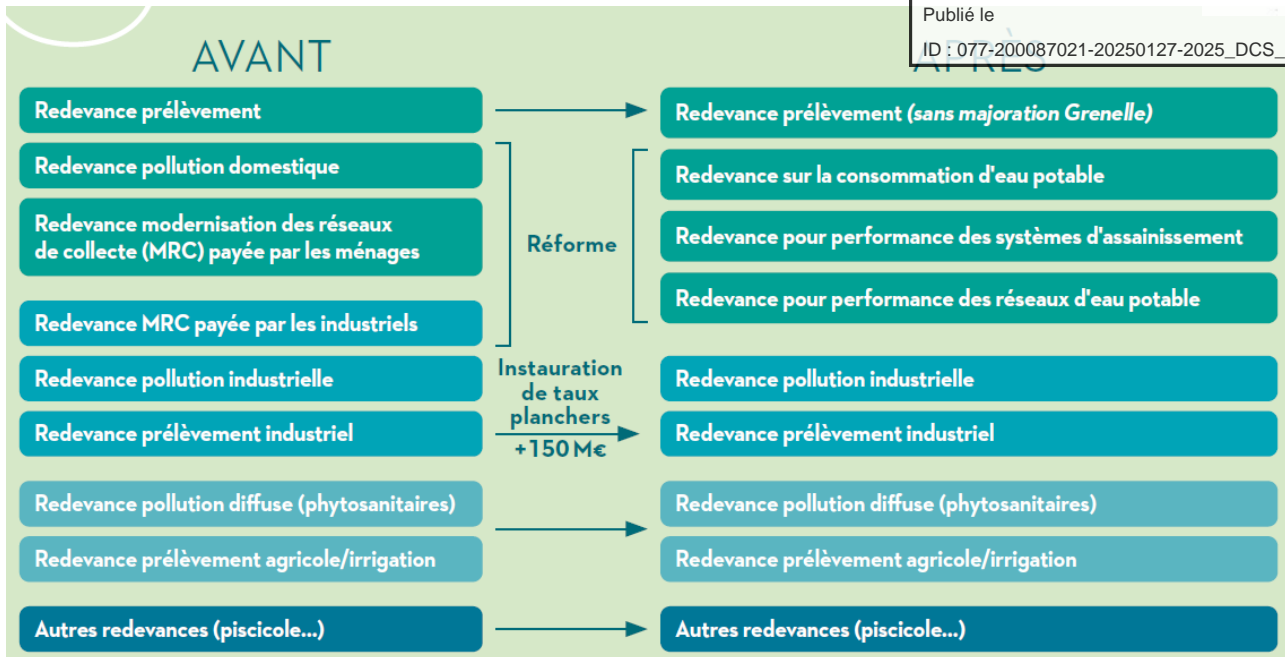 Publié le
ID : 077-200087021-20250127-2025_DCS_
AVANT
APRÈS
Redevance prélèvement
Redevance prélèvement (sans majoration Grenelle)
Redevance pollution domestique
Redevance modernisation des réseaux
de collecte (MRC) payée par les ménages
Redevance MRC payée par les industriels
Réforme
Redevance sur la consommation d'eau potable
Redevance pour performance des systèmes d'assainissement
Redevance pour performance des réseaux d'eau potable
Redevance pollution industrielle
Redevance prélèvement industriel
Instauration
de taux
planchers
+150 M€
Redevance pollution industrielle
Redevance prélèvement industriel
Redevance pollution diffuse (phytosanitaires)
Redevance prélèvement agricole/irrigation
Redevance pollution diffuse (phytosanitaires)
Redevance prélèvement agricole/irrigation
Autres redevances (piscicole...)
Autres redevances (piscicole...)